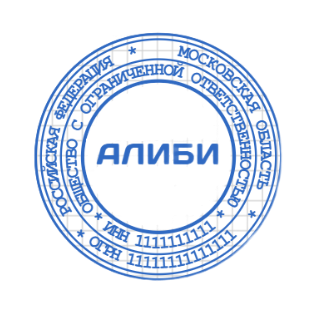 РОССИЙСКАЯ ФЕДЕРАЦИЯ * МОСКОВСКАЯ ОБЛАСТЬ *
ОБЩЕСТВО С ОГРАНИЧЕННОЙ ОТВЕТСТВЕННОСТЬЮ *
АЛИБИ
* ИНН 1111111111 *
* ОГРН 1111111111111